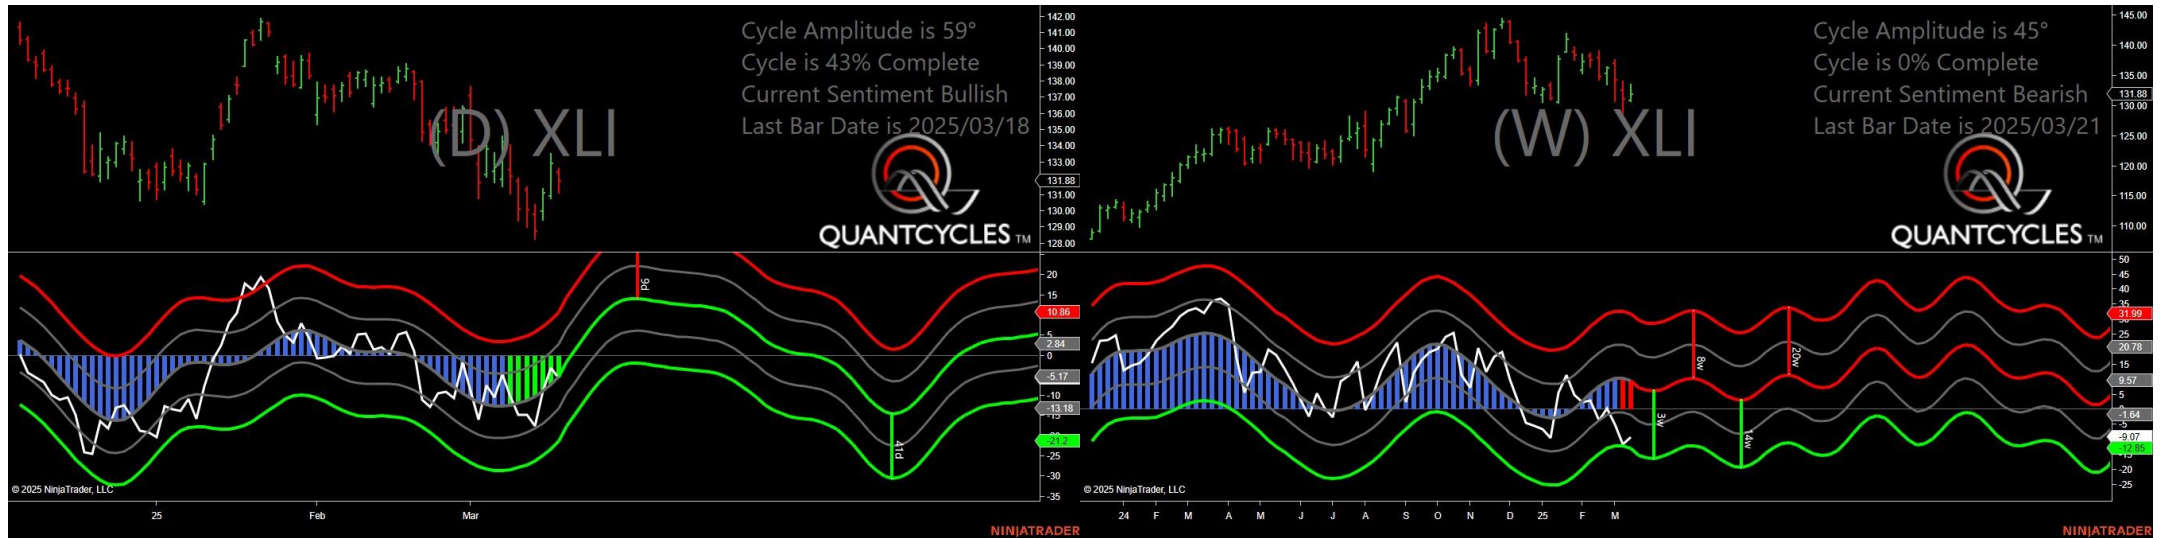 Cycle Amplitude is 59°
Cycle is 43% Complete
Current Sentiment Bullish
Last Bar Date is 2025/03/18
(D) XLI
QUANTCYCLES TM
142.00
141.00
140.00
139.00
138.00
137.00
136.00
135.00
134.00
133.00
131.88
131.00
130.00
129.00
128.00
9d
41d
20
15
10.86
5
2.84
0
-5.17
-10
-13.18
-15
-21.2
-25
-30
-35
© 2025 NinjaTrader, LLC
25 Feb Mar
NINJATRADER
Cycle Amplitude is 45°
Cycle is 0% Complete
Current Sentiment Bearish
Last Bar Date is 2025/03/21
(W) XLI
QUANTCYCLES TM
145.00
140.00
135.00
131.88
130.00
125.00
120.00
115.00
110.00
3w
8w
14w
20w
50
45
40
35
31.99
25
20.78
15
9.57
5
-1.64
-5
-9.07
-12.85
-20
-25
© 2025 NinjaTrader, LLC
24 F M A M J J A S O N D 25 F M
NINJATRADER